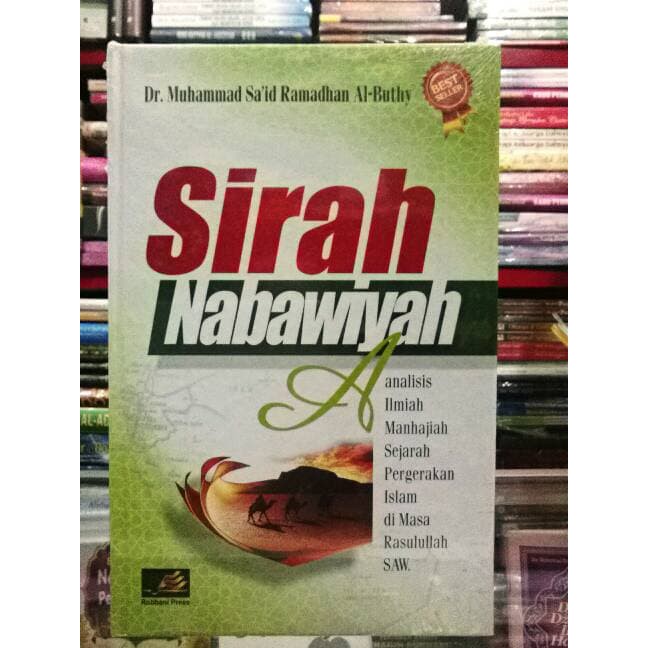 Dr. Muhammad Sa'id Ramadhan Al-Buthy
BEST
SELLER
Sirah
Nabawiyah
A
analisis
Ilmiah
Manhajiah
Sejarah
Pergerakan
Islam
di Masa
Rasulullah
SAW.
Robbani Press